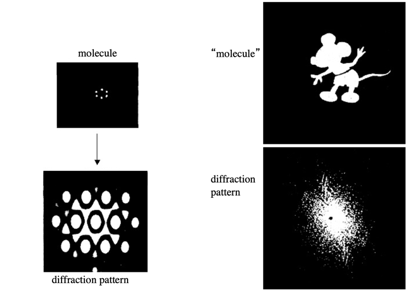 molecule
diffraction pattern
“molecule”
diffraction
pattern